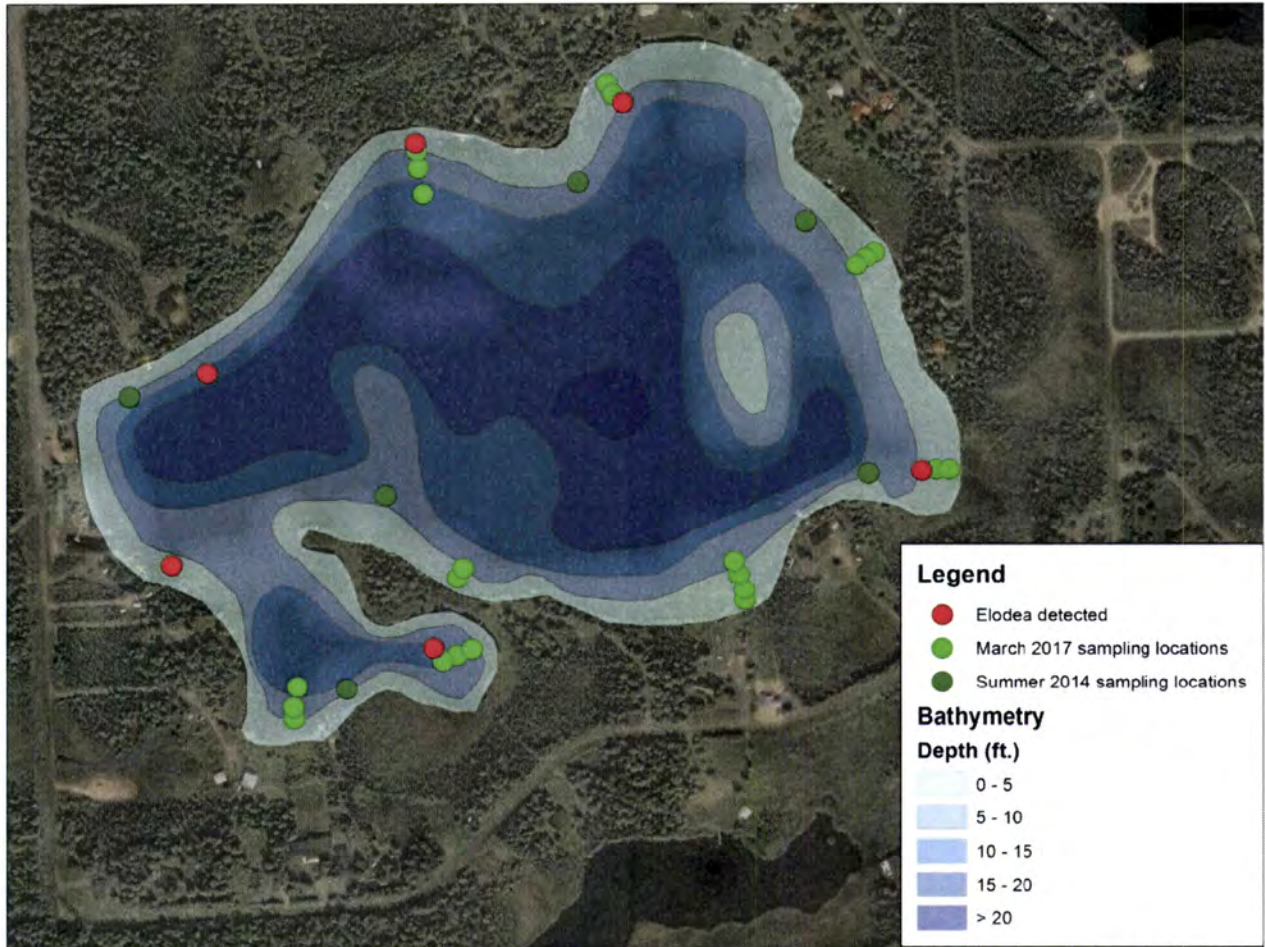 Legend
Elodea detected
March 2017 sampling locations
Summer 2014 sampling locations
Bathymetry
Depth (ft.)
0 - 5
5 - 10
10 - 15
15 - 20
> 20